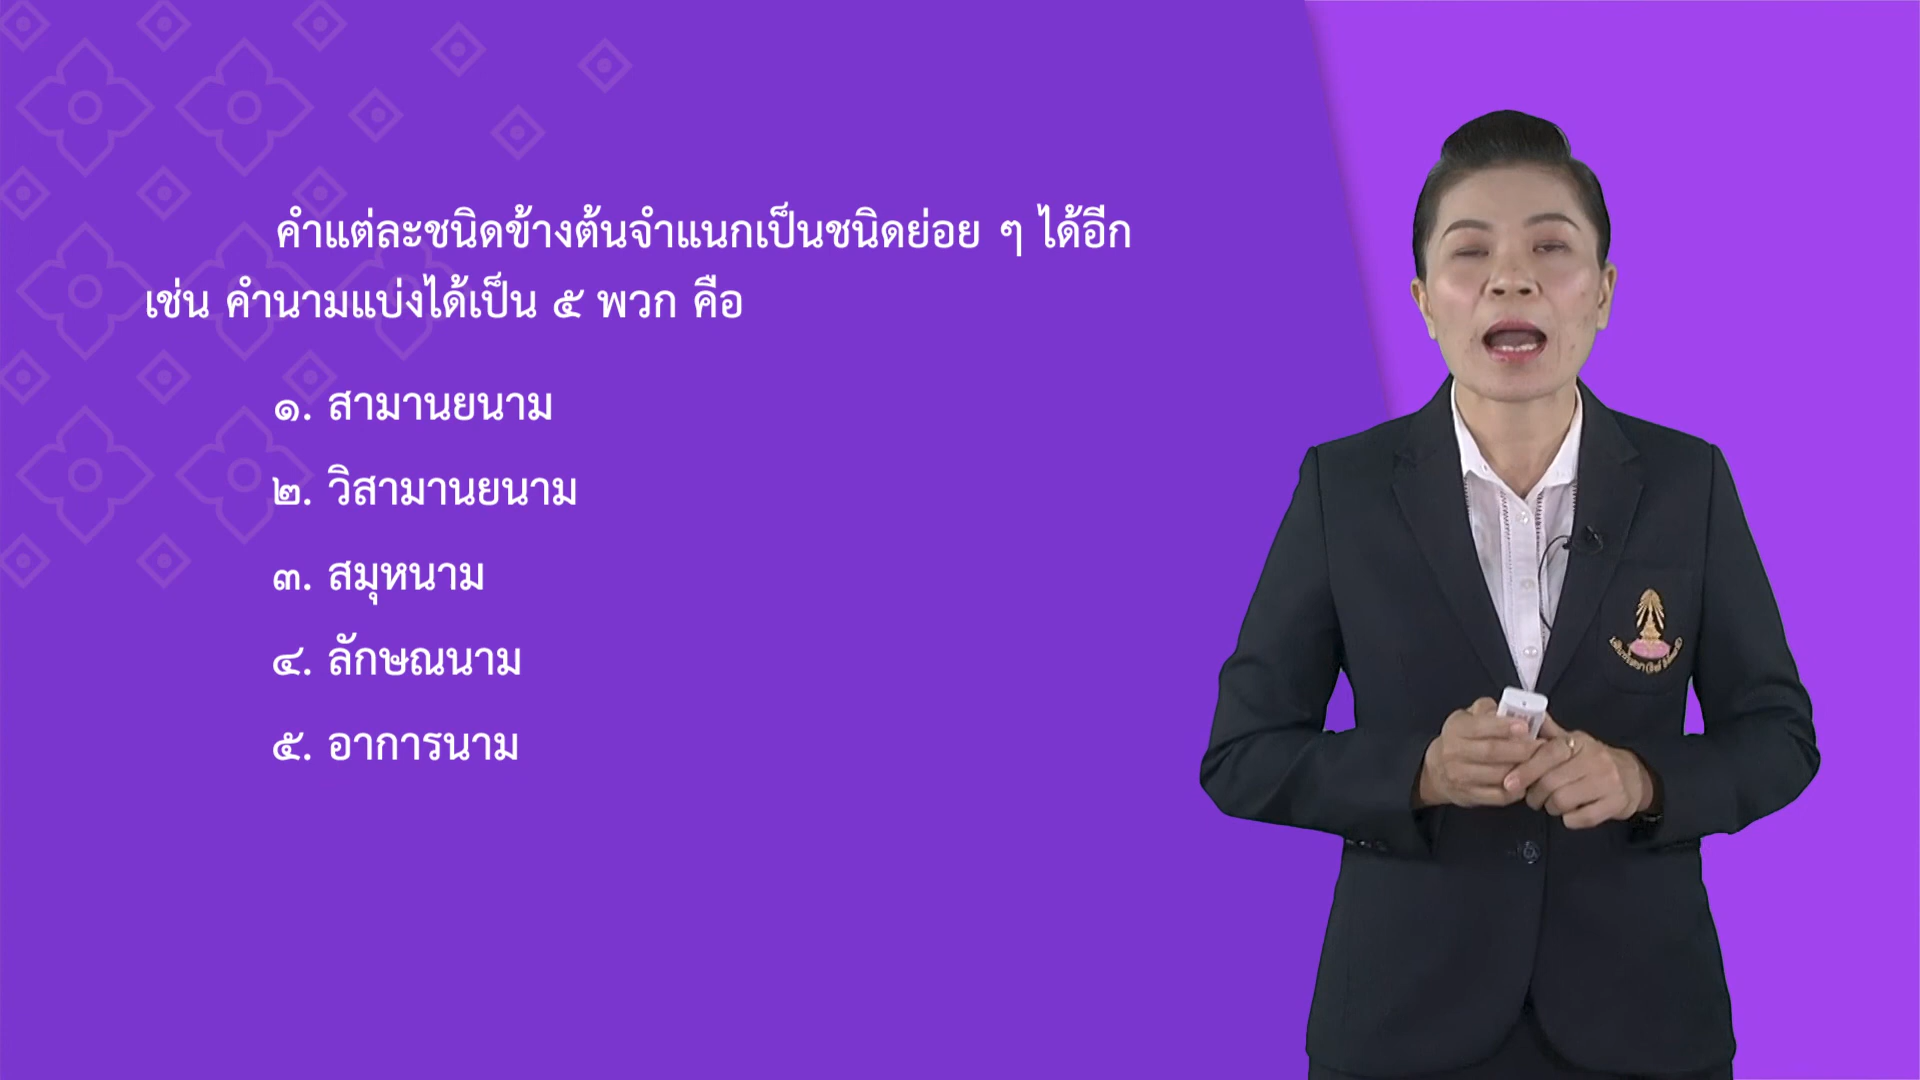 คำแต่ละชนิดข้างต้นจำแนกเป็นชนิดย่อย ๆ ได้อีก
เช่น คำนามแบ่งได้เป็น ๕ พวก คือ
๑. สามานยนาม
๒. วิสามานยนาม
๓. สมุหนาม
๔. ลักษณนาม
๕. อาการนาม